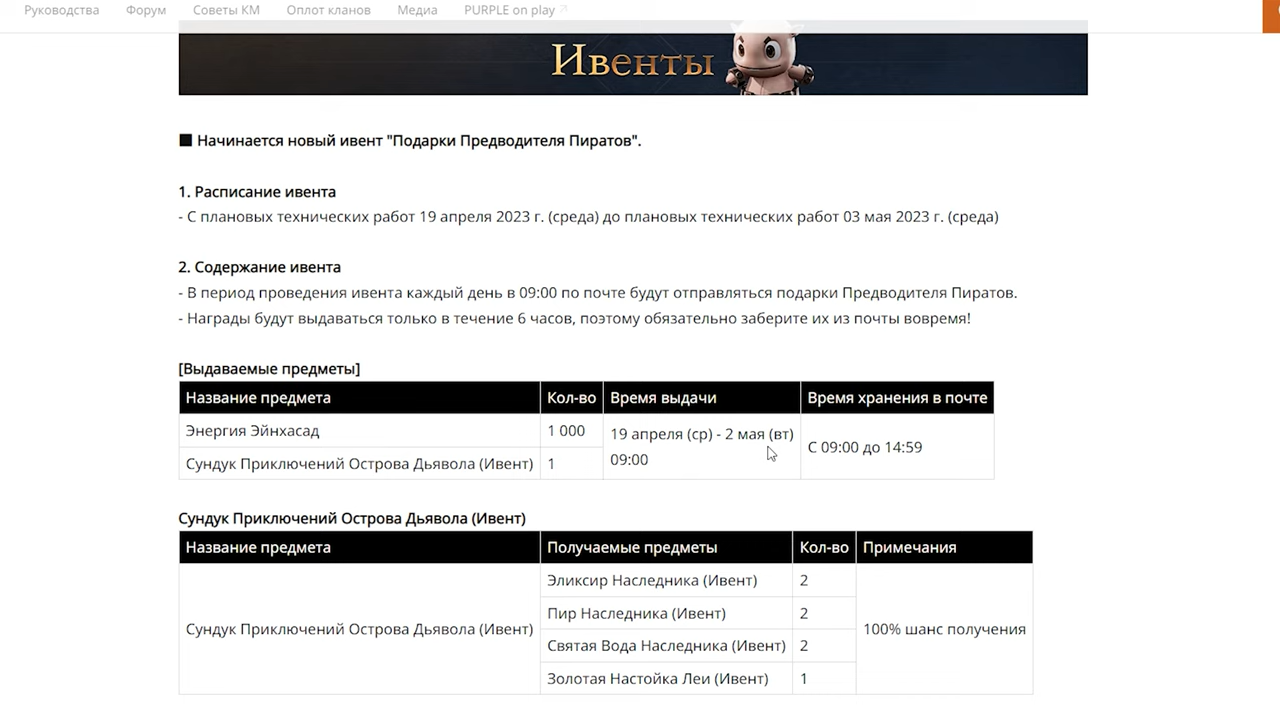 Руководства Форум Советы КМ Оплот кланов Медиа PURPLE on play
Ивенты
■ Начинается новый ивент "Подарки Предводителя Пиратов".
1. Расписание ивента
- С плановых технических работ 19 апреля 2023 г. (среда) до плановых технических работ 03 мая 2023 г. (среда)
2. Содержание ивента
- В период проведения ивента каждый день в 09:00 по почте будут отправляться подарки Предводителя Пиратов.
- Награды будут выдаваться только в течение 6 часов, поэтому обязательно заберите их из почты вовремя!
[Выдаваемые предметы]
Название предмета Кол-во Время выдачи Время хранения в почте
Энергия Эйнхасад 1 000
19 апреля (ср) - 2 мая (вт)
09:00
С 09:00 до 14:59
Сундук Приключений Острова Дьявола (Ивент) 1
Сундук Приключений Острова Дьявола (Ивент)
Название предмета Получаемые предметы Кол-во Примечания
Сундук Приключений Острова Дьявола (Ивент)
Эликсир Наследника (Ивент) 2
Пир Наследника (Ивент) 2
Святая Вода Наследника (Ивент) 2
Золотая Настойка Леи (Ивент) 1
100% шанс получения